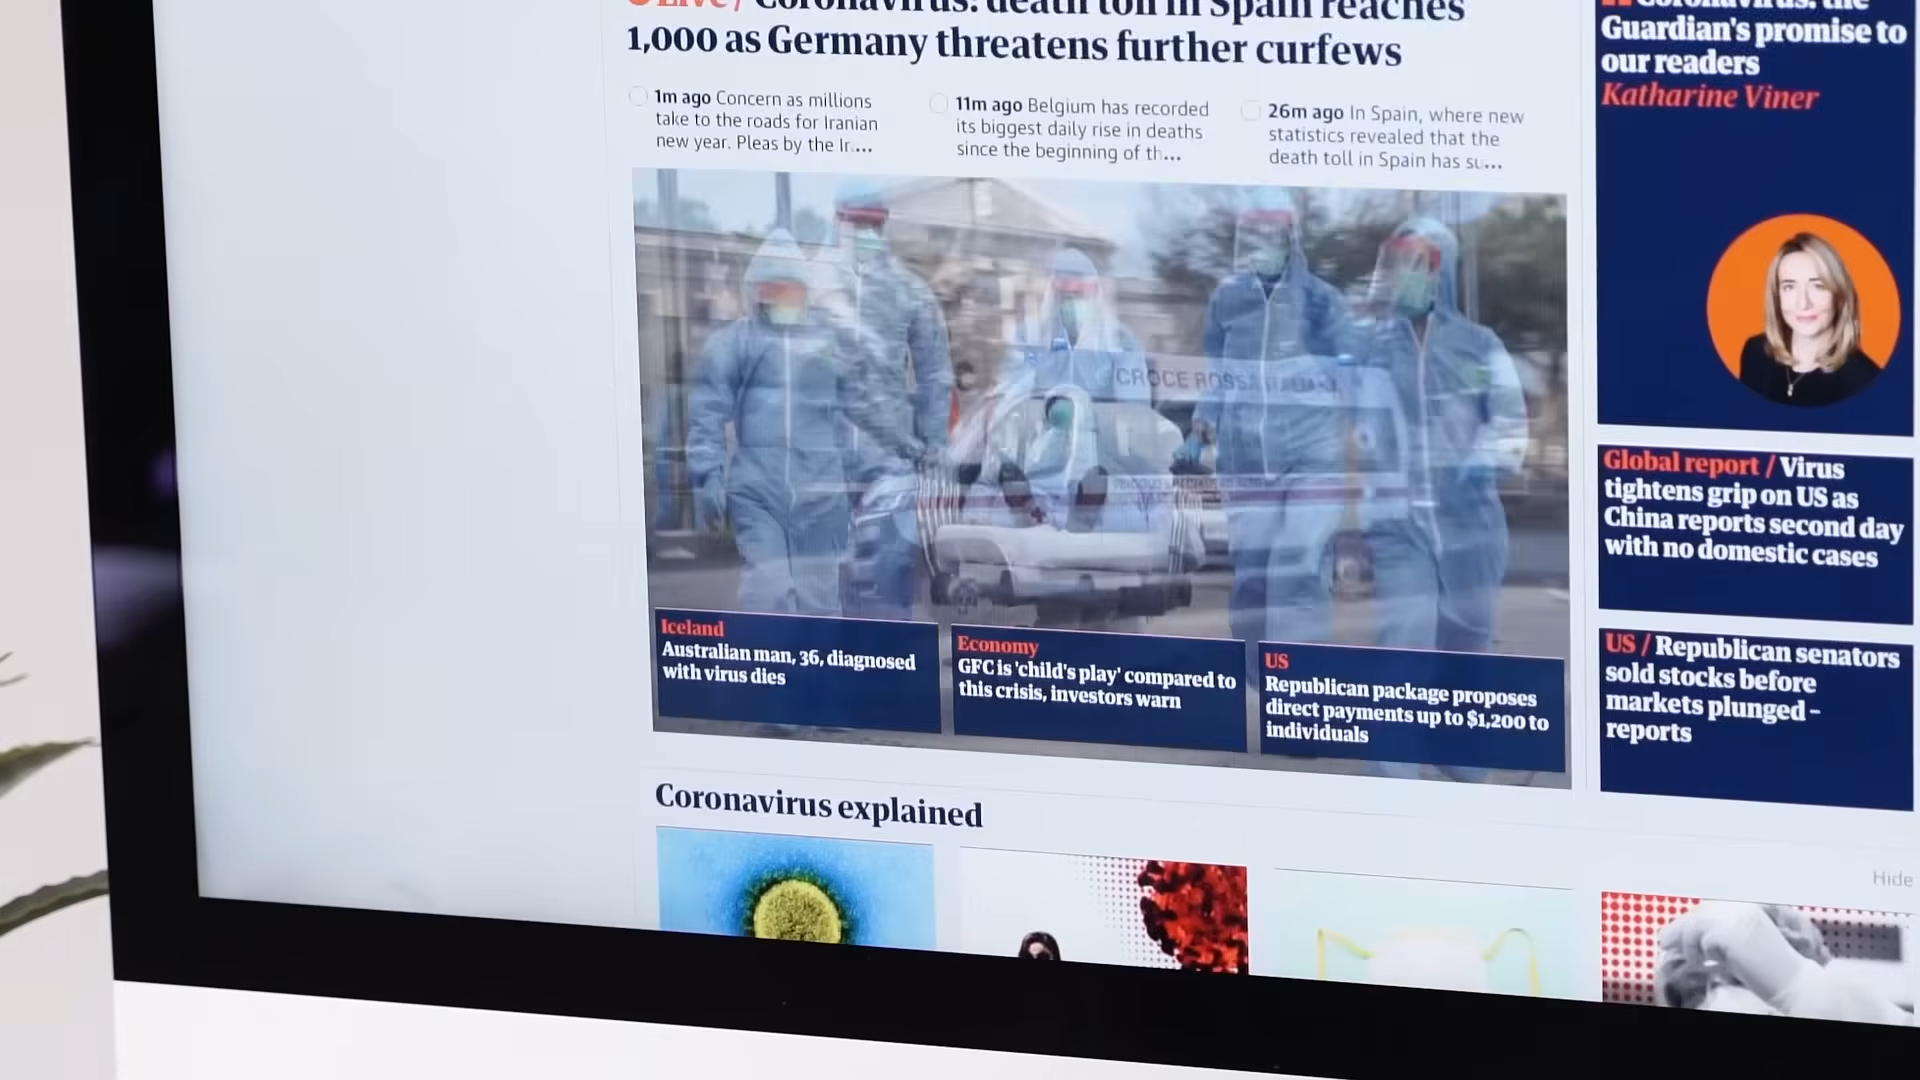 LIVE / Coronavirus: death toll in Spain reaches
1,000 as Germany threatens further curfews
1m ago Concern as millions
take to the roads for Iranian
new year. Pleas by the Ir...
11m ago Belgium has recorded
its biggest daily rise in deaths
since the beginning of th...
26m ago In Spain, where new
statistics revealed that the
death toll in Spain has su...
CROCE ROSSA ITALIANA
Iceland
Australian man, 36, diagnosed
with virus dies
Economy
GFC is 'child's play' compared to
this crisis, investors warn
US
Republican package proposes
direct payments up to $1,200 to
individuals
Coronavirus: the
Guardian's promise to
our readers
Katharine Viner
Global report / Virus
tightens grip on US as
China reports second day
with no domestic cases
US / Republican senators
sold stocks before
markets plunged –
reports
Coronavirus explained
Hide